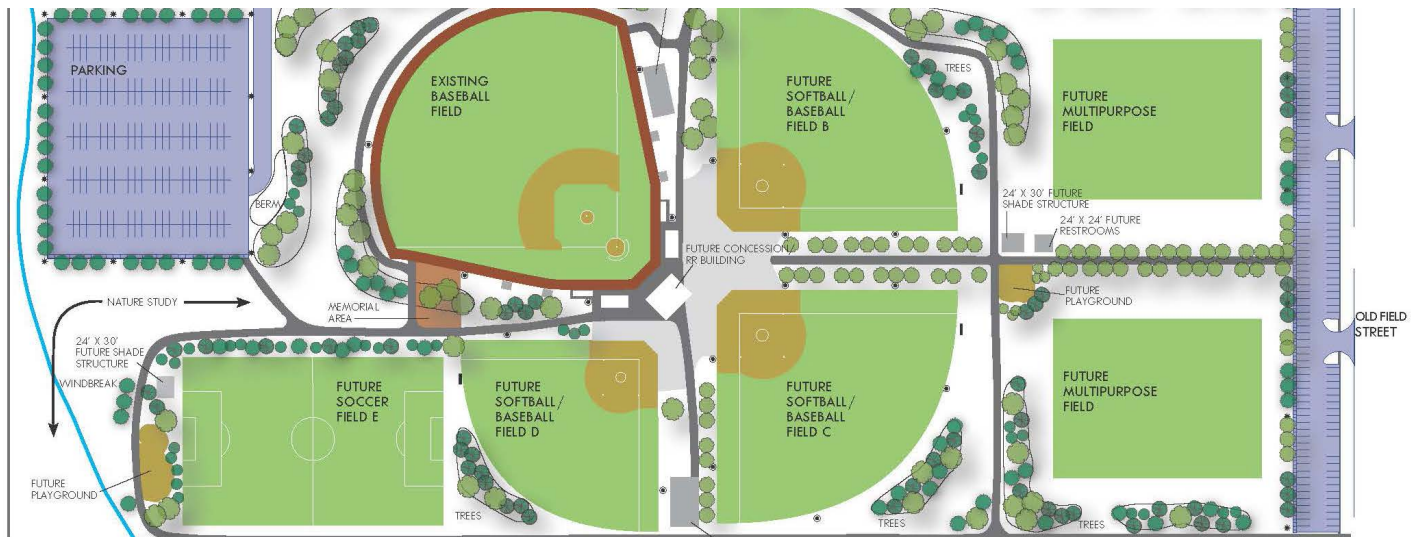 PARKING
EXISTING
BASEBALL
FIELD
FUTURE
SOFTBALL/
BASEBALL
FIELD B
TREES
FUTURE
MULTIPURPOSE
FIELD
BERM
24' X 30' FUTURE
SHADE STRUCTURE
24' X 24' FUTURE
RESTROOMS
FUTURE CONCESSION/
RR BUILDING
NATURE STUDY
MEMORIAL
AREA
FUTURE
PLAYGROUND
OLD FIELD
STREET
24' X 30'
FUTURE SHADE
STRUCTURE
WINDBREAK
FUTURE
SOCCER
FIELD E
FUTURE
SOFTBALL/
BASEBALL
FIELD D
FUTURE
SOFTBALL/
BASEBALL
FIELD C
FUTURE
MULTIPURPOSE
FIELD
FUTURE
PLAYGROUND
TREES
TREES
TREES